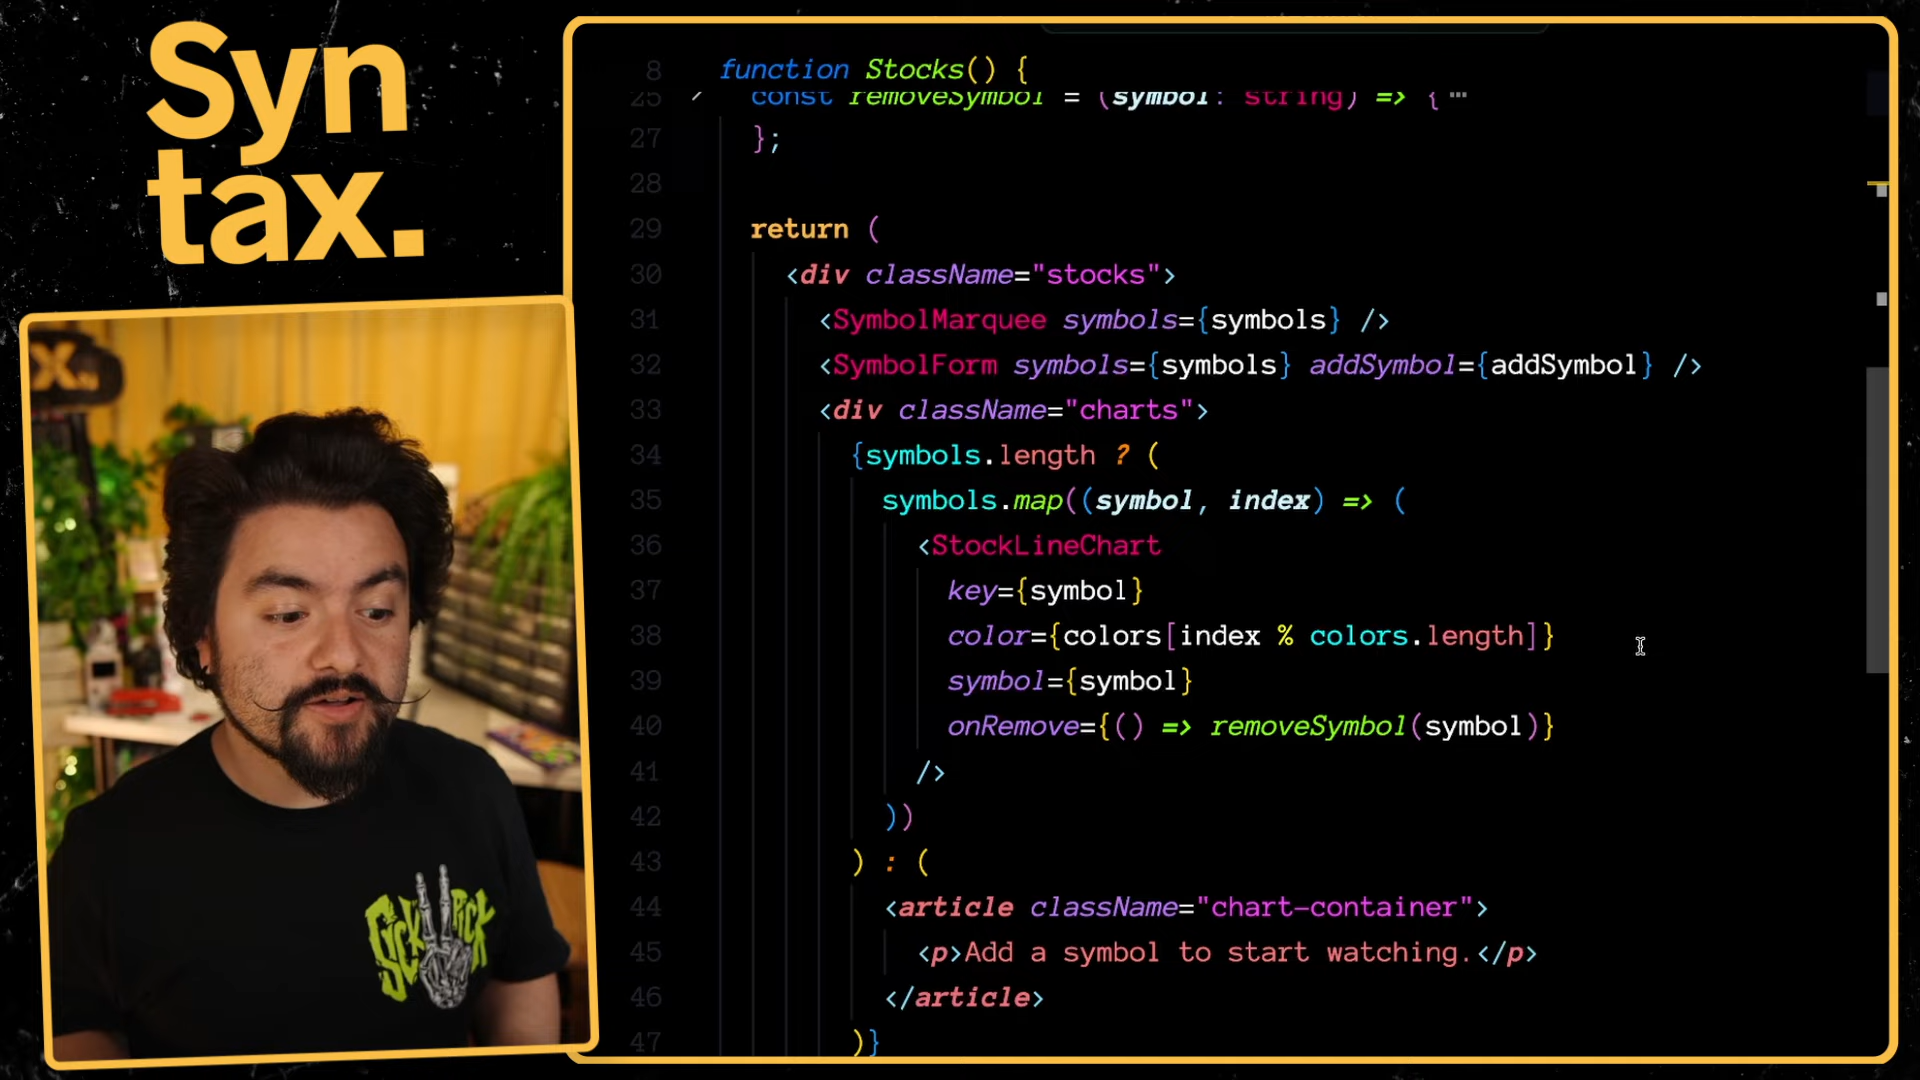 Syn
tax.
X.
SICK PICK
8 function Stocks() {
25 const removeSymbol = (symbol: string) => { …
27 };
28
29 return (
30 <div className="stocks">
31 <SymbolMarquee symbols={symbols} />
32 <SymbolForm symbols={symbols} addSymbol={addSymbol} />
33 <div className="charts">
34 {symbols.length ? (
35 symbols.map((symbol, index) => (
36 <StockLineChart
37 key={symbol}
38 color={colors[index % colors.length]}
39 symbol={symbol}
40 onRemove={() => removeSymbol(symbol)}
41 />
42 ))
43 ) : (
44 <article className="chart-container">
45 <p>Add a symbol to start watching.</p>
46 </article>
47 )}